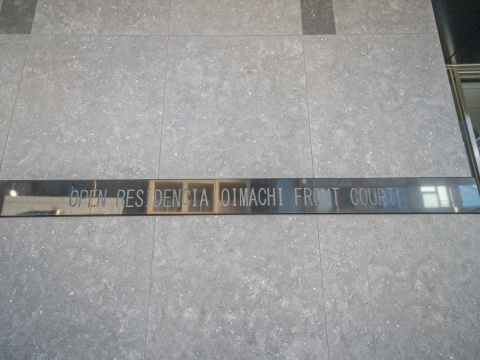 OPEN RESIDENCIA OIMACHI FRONT COURT